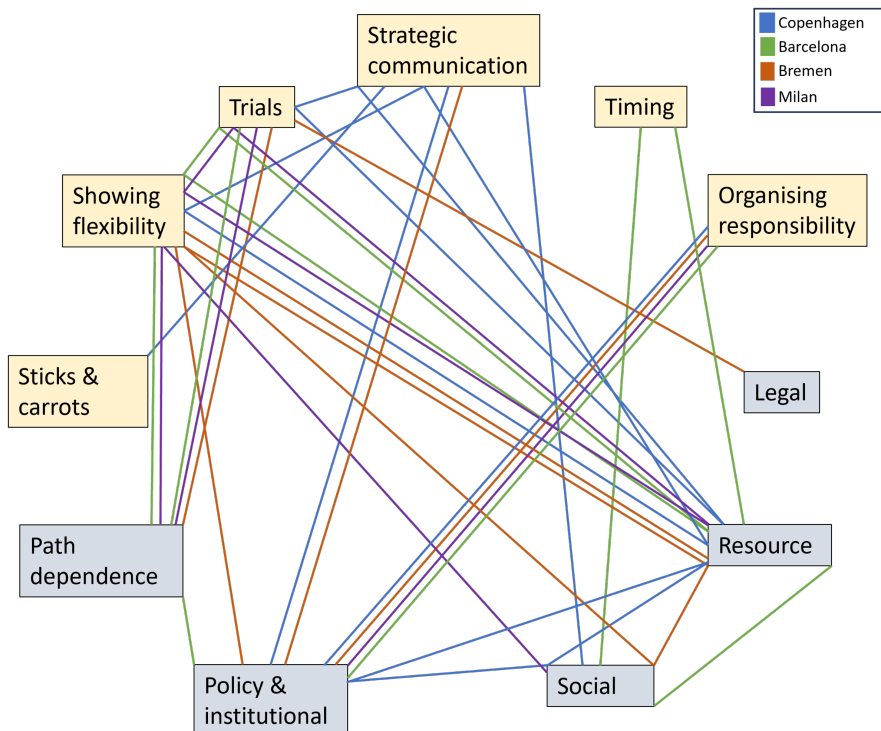 Strategic
communication
Copenhagen
Barcelona
Bremen
Milan
Trials
Timing
Showing
flexibility
Organising
responsibility
Sticks &
carrots
Legal
Path
dependence
Resource
Policy &
institutional
Social